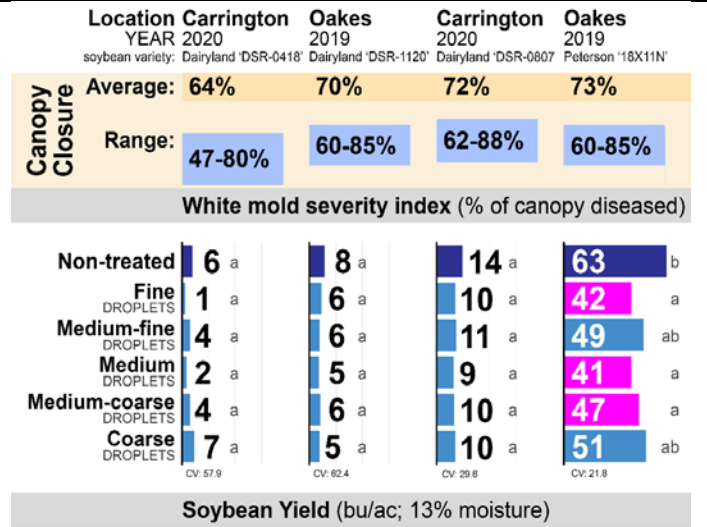 Location Carrington Oakes Carrington Oakes
YEAR 2020 2019 2020 2019
soybean variety: Dairyland ‘DSR-0418’ Dairyland ‘DSR-1120’ Dairyland ‘DSR-0807 Peterson ‘18X11N’
Canopy Closure
Average: 64% 70% 72% 73%
Range: 47-80% 60-85% 62-88% 60-85%
White mold severity index (% of canopy diseased)
Non-treated 6 a 8 a 14 a 63 b
Fine DROPLETS 1 a 6 a 10 a 42 a
Medium-fine DROPLETS 4 a 6 a 11 a 49 ab
Medium DROPLETS 2 a 5 a 9 a 41 a
Medium-coarse DROPLETS 4 a 6 a 10 a 47 a
Coarse DROPLETS 7 a 5 a 10 a 51 ab
CV: 57.9 CV: 62.4 CV: 29.6 CV: 21.8
Soybean Yield (bu/ac; 13% moisture)